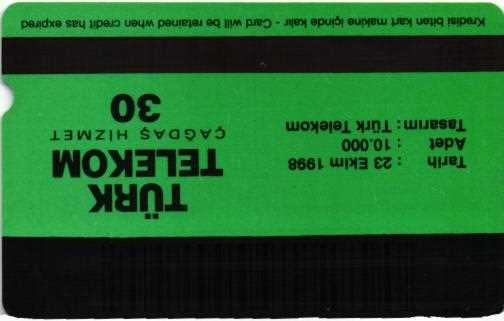 TÜRK
TELEKOM
ÇAĞDAŞ HİZMET
30
Tarih : 23 Ekim 1998
Adet : 10.000
Tasarım : Türk Telekom
Kredisi biten kart makine içinde kalır - Card will be retained when credit has expired